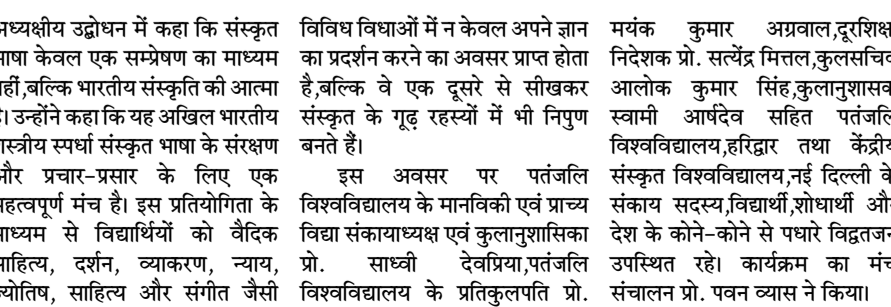 अध्यक्षीय उद्बोधन में कहा कि संस्कृत
भाषा केवल एक सम्प्रेषण का माध्यम
नहीं,बल्कि भारतीय संस्कृति की आत्मा
है। उन्होंने कहा कि यह अखिल भारतीय
शास्त्रीय स्पर्धा संस्कृत भाषा के संरक्षण
और प्रचार-प्रसार के लिए एक
महत्वपूर्ण मंच है। इस प्रतियोगिता के
माध्यम से विद्यार्थियों को वैदिक
साहित्य, दर्शन, व्याकरण, न्याय,
ज्योतिष, साहित्य और संगीत जैसी
विविध विधाओं में न केवल अपने ज्ञान
का प्रदर्शन करने का अवसर प्राप्त होता
है,बल्कि वे एक दूसरे से सीखकर
संस्कृत के गूढ़ रहस्यों में भी निपुण
बनते हैं।
इस अवसर पर पतंजलि
विश्वविद्यालय के मानविकी एवं प्राच्य
विद्या संकायाध्यक्ष एवं कुलानुशासिका
प्रो. साध्वी देवप्रिया,पतंजलि
विश्वविद्यालय के प्रतिकुलपति प्रो.
मयंक कुमार अग्रवाल,दूरशिक्षा
निदेशक प्रो. सत्येंद्र मित्तल,कुलसचिव
आलोक कुमार सिंह,कुलानुशासक
स्वामी आर्षदेव सहित पतंजलि
विश्वविद्यालय,हरिद्वार तथा केंद्रीय
संस्कृत विश्वविद्यालय,नई दिल्ली के
संकाय सदस्य,विद्यार्थी,शोधार्थी और
देश के कोने-कोने से पधारे विद्वतजन
उपस्थित रहे। कार्यक्रम का मंच
संचालन प्रो. पवन व्यास ने किया।